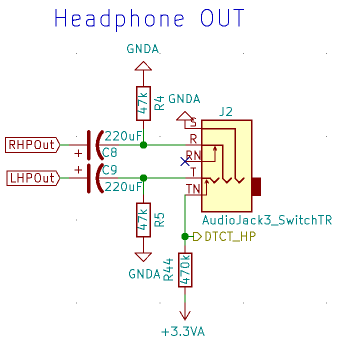 Headphone OUT
GNDA
47k
R4
GNDA
J2
S
R
RN
T
TN
RHPOut
220uF
+
C8
LHPOut
+
C9
220uF
AudioJack3_SwitchTR
47k
R5
DTCT_HP
GNDA
R44
470k
+3.3VA